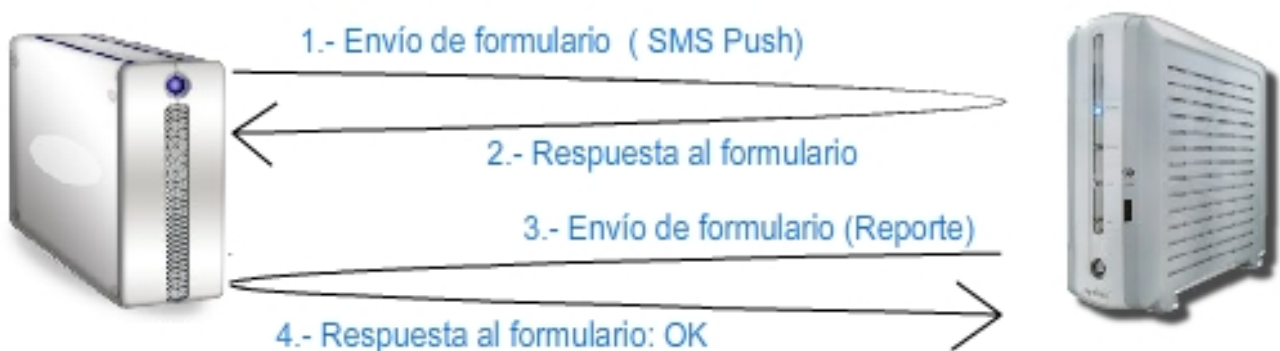 1.- Envío de formulario ( SMS Push)
2.- Respuesta al formulario
3.- Envío de formulario (Reporte)
4.- Respuesta al formulario: OK